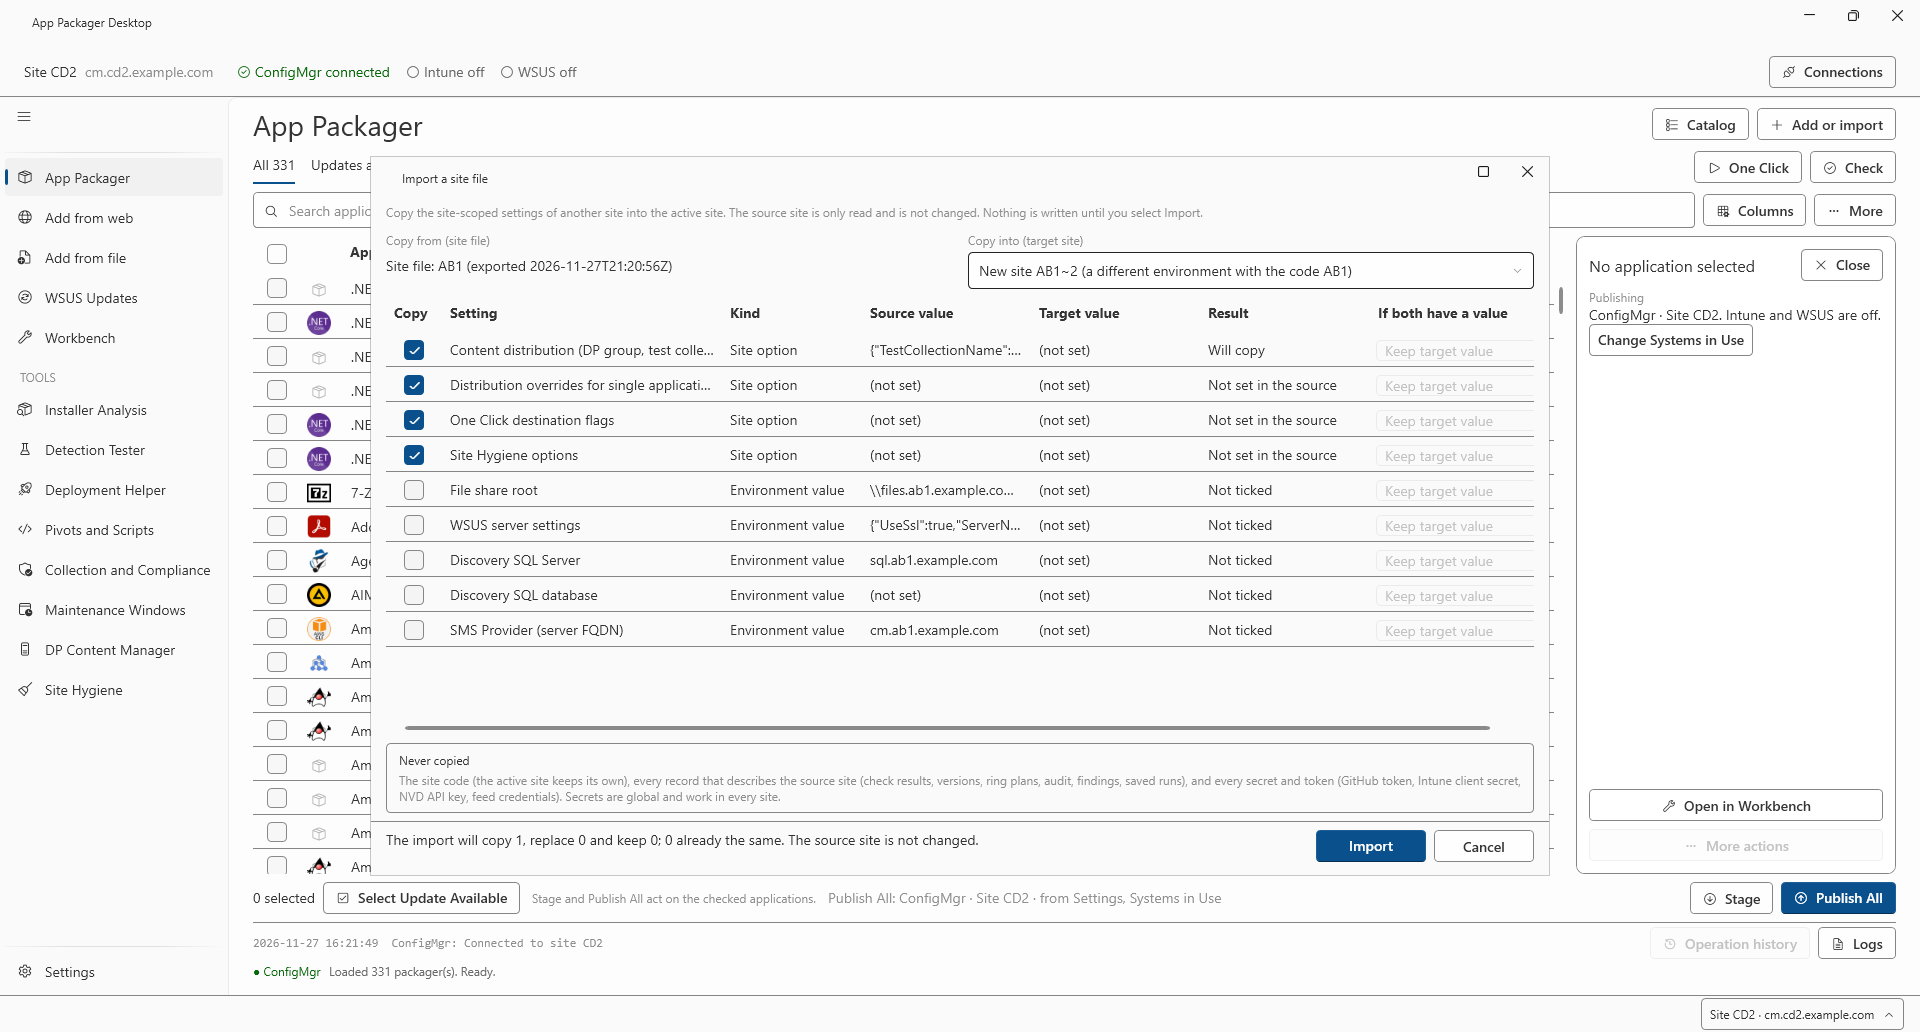 App Packager Desktop
Site CD2 cm.cd2.example.com ConfigMgr connected Intune off WSUS off Connections
App Packager
Catalog
Add or import
All 331 Updates a
One Click
Check
Search applic
Columns
More
App Packager
Add from web
Add from file
WSUS Updates
Workbench
TOOLS
Installer Analysis
Detection Tester
Deployment Helper
Pivots and Scripts
Collection and Compliance
Maintenance Windows
DP Content Manager
Site Hygiene
Settings
App
.NE
.NE
.NE
.NE
.NE
.NE
7-Z
Ado
Age
AIM
Am
Am
Am
Am
Am
Am
Am
Am
Import a site file
Copy the site-scoped settings of another site into the active site. The source site is only read and is not changed. Nothing is written until you select Import.
Copy from (site file)
Site file: AB1 (exported 2026-11-27T21:20:56Z)
Copy into (target site)
New site AB1~2 (a different environment with the code AB1)
Copy Setting Kind Source value Target value Result If both have a value
Content distribution (DP group, test colle... Site option {"TestCollectionName":... (not set) Will copy Keep target value
Distribution overrides for single applicati... Site option (not set) (not set) Not set in the source Keep target value
One Click destination flags Site option (not set) (not set) Not set in the source Keep target value
Site Hygiene options Site option (not set) (not set) Not set in the source Keep target value
File share root Environment value \\files.ab1.example.co... (not set) Not ticked Keep target value
WSUS server settings Environment value {"UseSsl":true,"ServerN... (not set) Not ticked Keep target value
Discovery SQL Server Environment value sql.ab1.example.com (not set) Not ticked Keep target value
Discovery SQL database Environment value (not set) (not set) Not ticked Keep target value
SMS Provider (server FQDN) Environment value cm.ab1.example.com (not set) Not ticked Keep target value
Never copied
The site code (the active site keeps its own), every record that describes the source site (check results, versions, ring plans, audit, findings, saved runs), and every secret and token (GitHub token, Intune client secret,
NVD API key, feed credentials). Secrets are global and work in every site.
The import will copy 1, replace 0 and keep 0; 0 already the same. The source site is not changed.
Import
Cancel
No application selected
Close
Publishing
ConfigMgr · Site CD2. Intune and WSUS are off.
Change Systems in Use
Open in Workbench
More actions
0 selected Select Update Available Stage and Publish All act on the checked applications. Publish All: ConfigMgr · Site CD2 · from Settings, Systems in Use
Stage
Publish All
2026-11-27 16:21:49 ConfigMgr: Connected to site CD2
Operation history
Logs
ConfigMgr Loaded 331 packager(s). Ready.
Site CD2 · cm.cd2.example.com